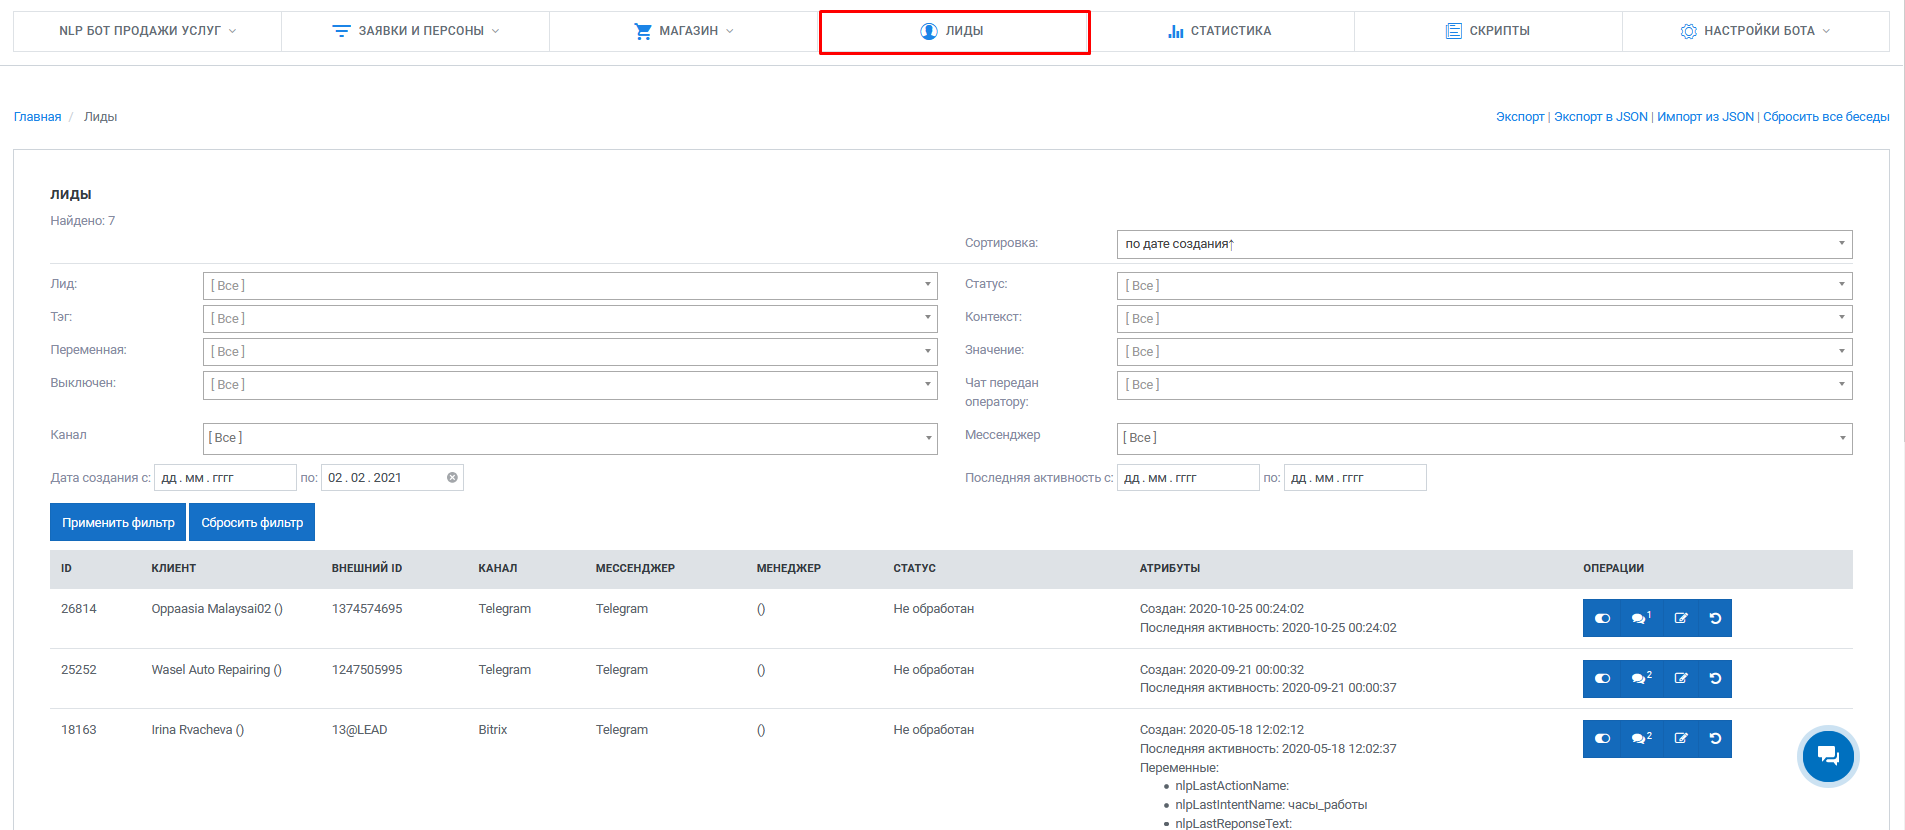 NLP БОТ ПРОДАЖИ УСЛУГ ЗАЯВКИ И ПЕРСОНЫ МАГАЗИН ЛИДЫ СТАТИСТИКА СКРИПТЫ НАСТРОЙКИ БОТА
Главная / Лиды Экспорт | Экспорт в JSON | Импорт из JSON | Сбросить все беседы
ЛИДЫ
Найдено: 7
Сортировка: по дате создания↑
Лид: [ Все ] Статус: [ Все ]
Тэг: [ Все ] Контекст: [ Все ]
Переменная: [ Все ] Значение: [ Все ]
Выключен: [ Все ] Чат передан оператору: [ Все ]
Канал [ Все ] Мессенджер [ Все ]
Дата создания с: дд . мм . гггг по: 02 . 02 . 2021 Последняя активность с: дд . мм . гггг по: дд . мм . гггг
Применить фильтр Сбросить фильтр
ID КЛИЕНТ ВНЕШНИЙ ID КАНАЛ МЕССЕНДЖЕР МЕНЕДЖЕР СТАТУС АТРИБУТЫ ОПЕРАЦИИ
26814 Oppaasia Malaysai02 () 1374574695 Telegram Telegram () Не обработан Создан: 2020-10-25 00:24:02 1
Последняя активность: 2020-10-25 00:24:02
25252 Wasel Auto Repairing () 1247505995 Telegram Telegram () Не обработан Создан: 2020-09-21 00:00:32 2
Последняя активность: 2020-09-21 00:00:37
18163 Irina Rvacheva () 13@LEAD Bitrix Telegram () Не обработан Создан: 2020-05-18 12:02:12 2
Последняя активность: 2020-05-18 12:02:37
Переменные:
• nlpLastActionName:
• nlpLastIntentName: часы_работы
• nlpLastReponseText: